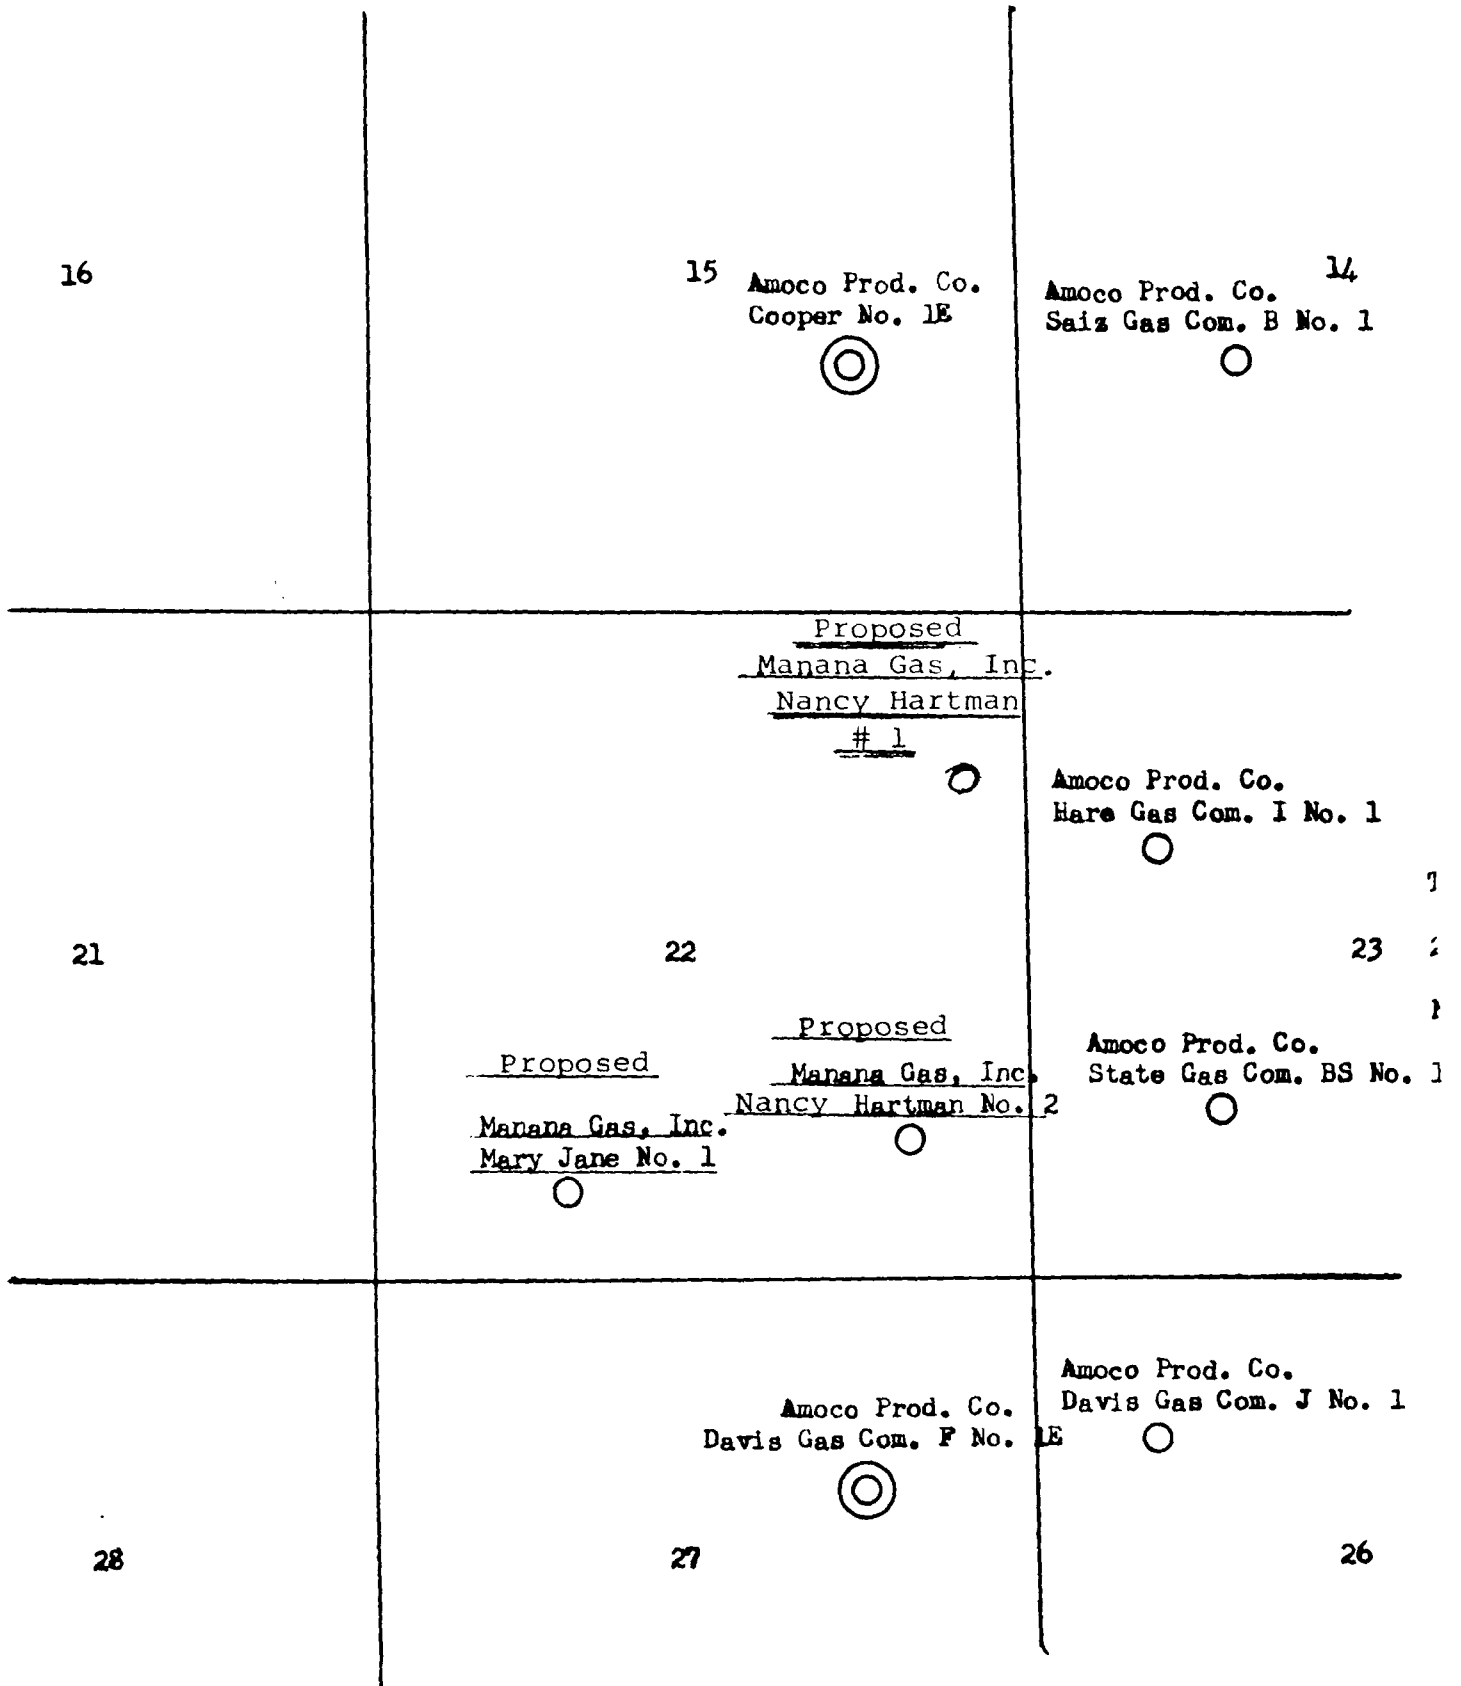 16
15
14
Amoco Prod. Co.
Cooper No. 1E
Amoco Prod. Co.
Saiz Gas Com. B No. 1
Proposed
Manana Gas, Inc.
Nancy Hartman
# 1
Amoco Prod. Co.
Hare Gas Com. I No. 1
21
22
23
Proposed
Manana Gas, Inc.
Nancy Hartman No. 2
Proposed
Manana Gas, Inc.
Mary Jane No. 1
Amoco Prod. Co.
State Gas Com. BS No. 1
Amoco Prod. Co.
Davis Gas Com. F No. 1E
Amoco Prod. Co.
Davis Gas Com. J No. 1
28
27
26